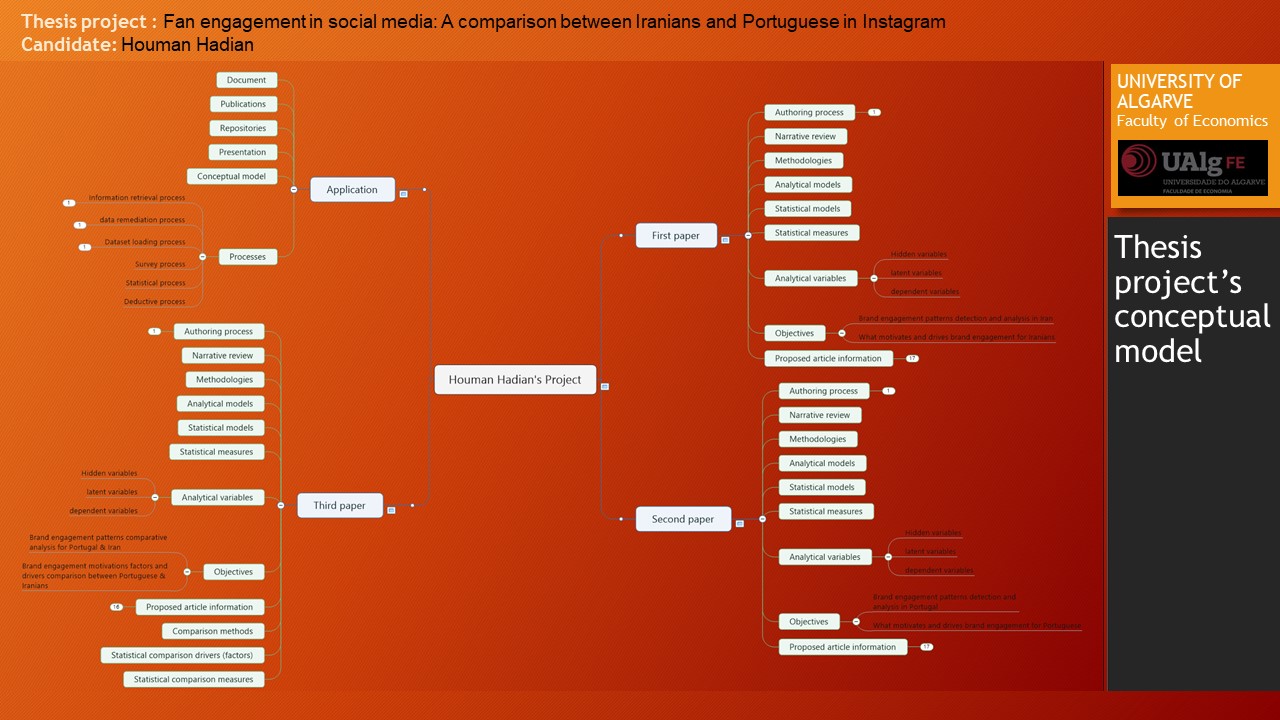 Thesis project : Fan engagement in social media: A comparison between Iranians and Portuguese in Instagram
Candidate: Houman Hadian
UNIVERSITY OF
ALGARVE
Faculty of Economics
UAlg FE
UNIVERSIDADE DO ALGARVE
FACULDADE DE ECONOMIA
Thesis
project’s
conceptual
model
Houman Hadian's Project
Application
Document
Publications
Repositories
Presentation
Conceptual model
Processes
Information retrieval process
1
data remediation process
1
Dataset loading process
1
Survey process
Statistical process
Deductive process
First paper
Authoring process
1
Narrative review
Methodologies
Analytical models
Statistical models
Statistical measures
Analytical variables
Hidden variables
latent variables
dependent variables
Objectives
Brand engagement patterns detection and analysis in Iran
What motivates and drives brand engagement for Iranians
Proposed article information
17
Third paper
Authoring process
1
Narrative review
Methodologies
Analytical models
Statistical models
Statistical measures
Analytical variables
Hidden variables
latent variables
dependent variables
Objectives
Brand engagement patterns comparative
analysis for Portugal & Iran
Brand engagement motivations factors and
drivers comparison between Portuguese &
Iranians
Proposed article information
16
Comparison methods
Statistical comparison drivers (factors)
Statistical comparison measures
Second paper
Authoring process
1
Narrative review
Methodologies
Analytical models
Statistical models
Statistical measures
Analytical variables
Hidden variables
latent variables
dependent variables
Objectives
Brand engagement patterns detection and
analysis in Portugal
What motivates and drives brand engagement for Portuguese
Proposed article information
17